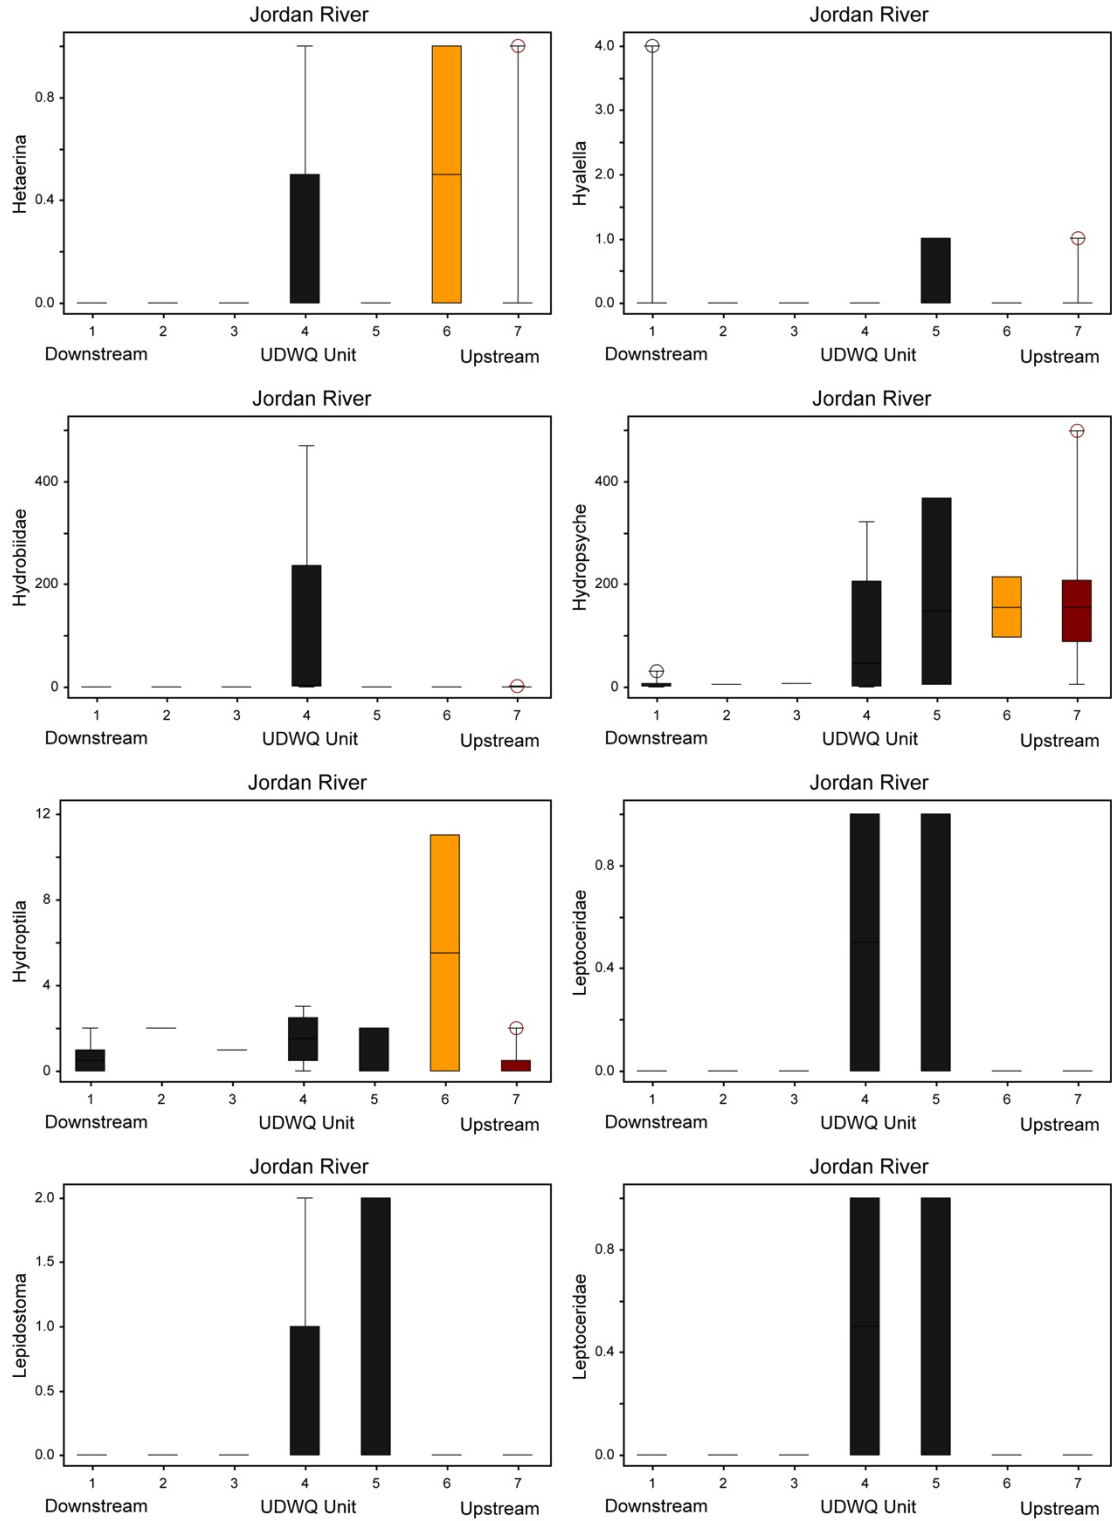 Jordan River
Hetaerina
0.8
0.4
0.0
1 2 3 4 5 6 7
Downstream UDWQ Unit Upstream
Jordan River
Hyalella
4.0
3.0
2.0
1.0
0.0
1 2 3 4 5 6 7
Downstream UDWQ Unit Upstream
Jordan River
Hydrobiidae
400
200
0
1 2 3 4 5 6 7
Downstream UDWQ Unit Upstream
Jordan River
Hydropsyche
400
200
0
1 2 3 4 5 6 7
Downstream UDWQ Unit Upstream
Jordan River
Hydroptila
12
8
4
0
1 2 3 4 5 6 7
Downstream UDWQ Unit Upstream
Jordan River
Leptoceridae
0.8
0.4
0.0
1 2 3 4 5 6 7
Downstream UDWQ Unit Upstream
Jordan River
Lepidostoma
2.0
1.5
1.0
0.5
0.0
1 2 3 4 5 6 7
Downstream UDWQ Unit Upstream
Jordan River
Leptoceridae
0.8
0.4
0.0
1 2 3 4 5 6 7
Downstream UDWQ Unit Upstream